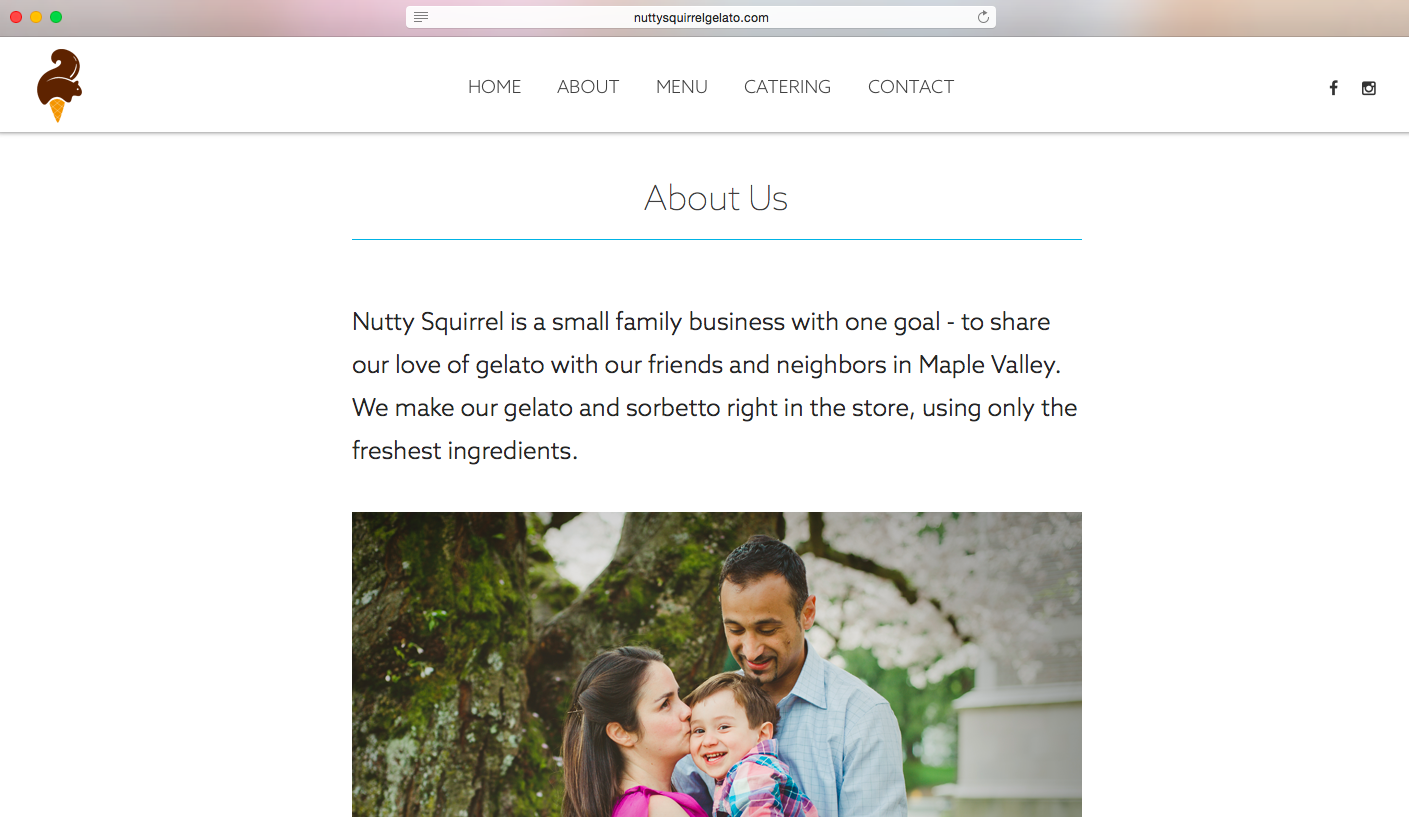 nuttysquirrelgelato.com
HOME ABOUT MENU CATERING CONTACT
About Us
Nutty Squirrel is a small family business with one goal - to share
our love of gelato with our friends and neighbors in Maple Valley.
We make our gelato and sorbetto right in the store, using only the
freshest ingredients.